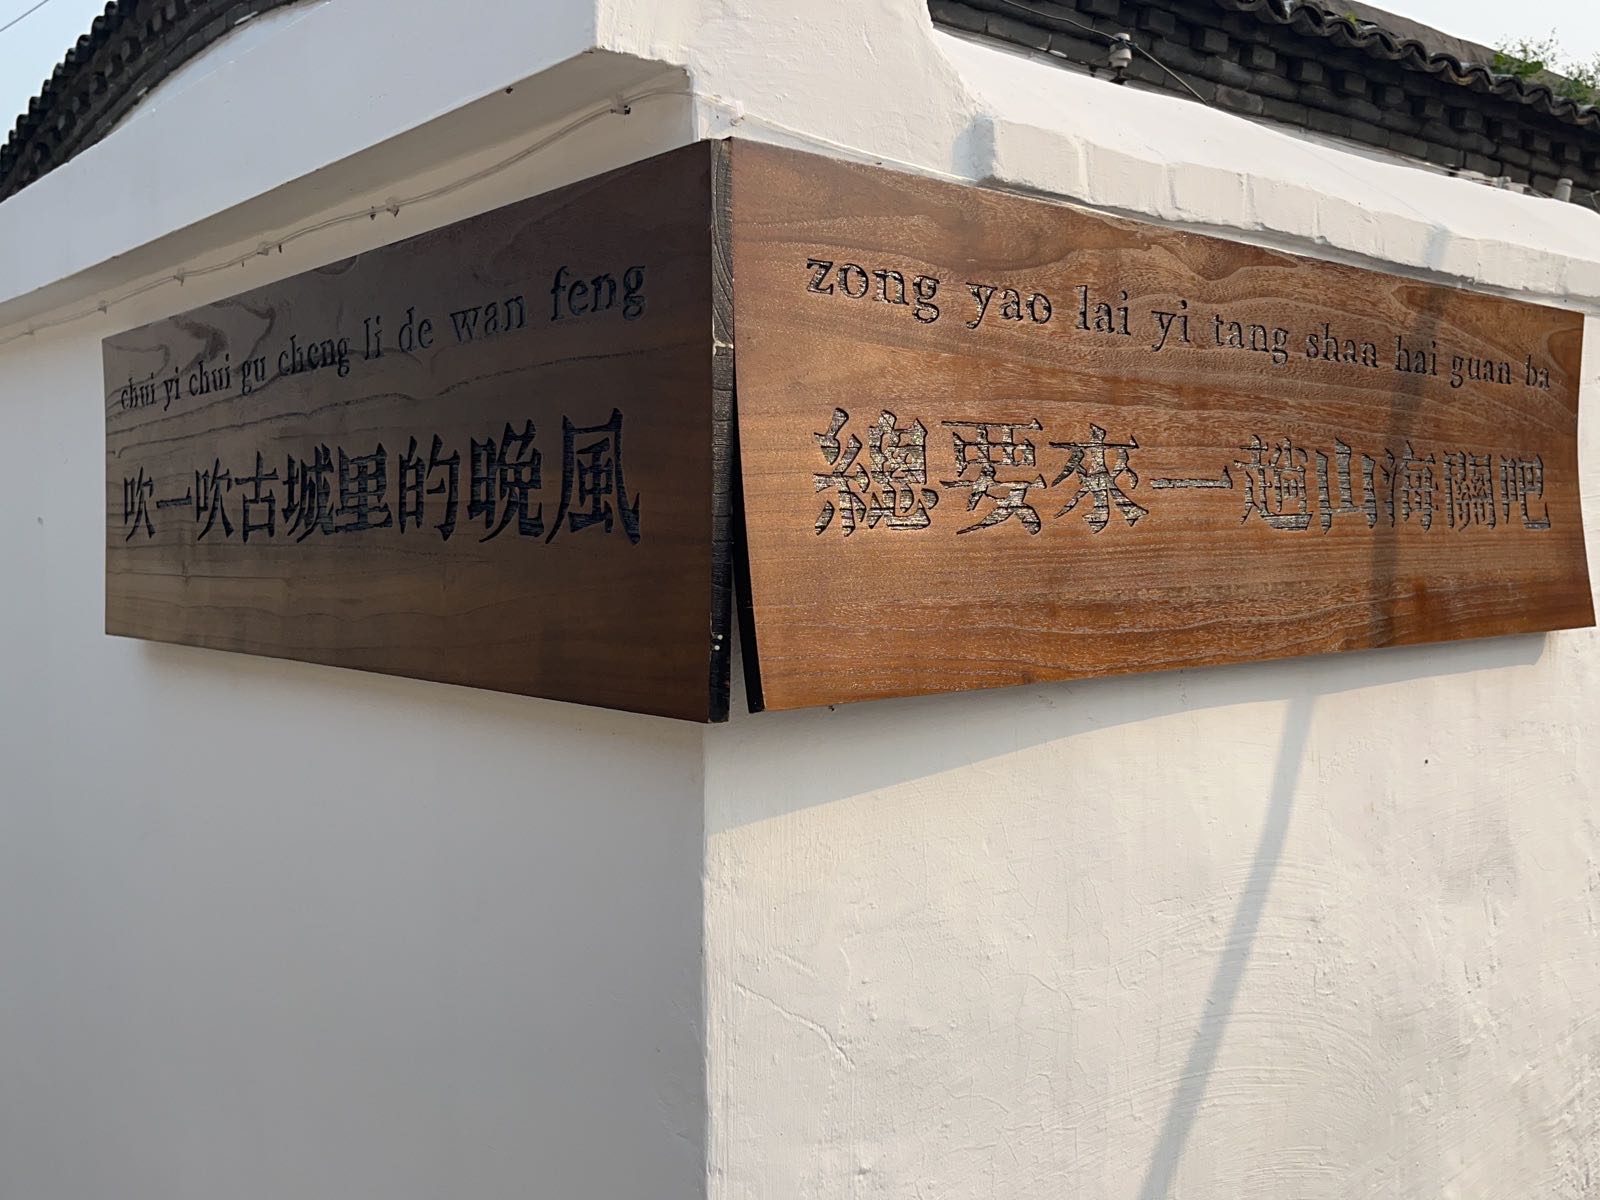 chui yi chui gu cheng li de wan feng
吹一吹古城里的晚風
zong yao lai yi tang shan hai guan ba
總要來一趟山海關吧